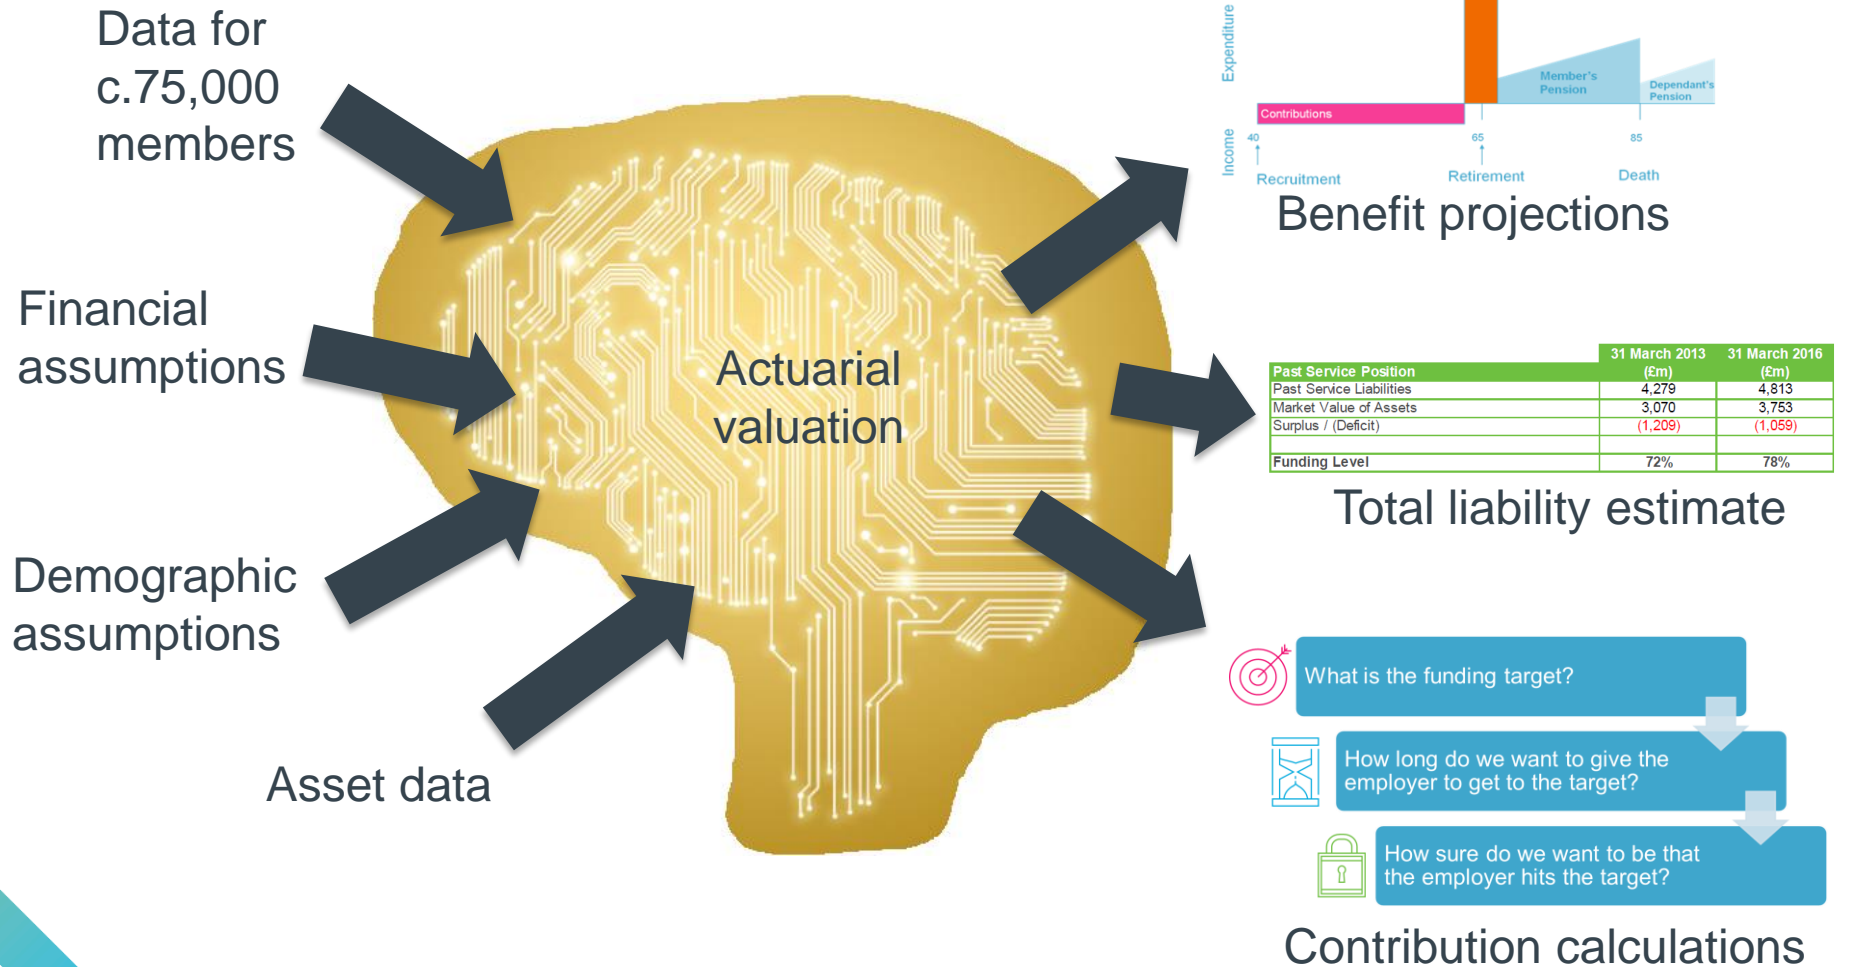 Data for
c.75,000
members
Financial
assumptions
Demographic
assumptions
Asset data
Actuarial
valuation
Expenditure
Income
Member's
Pension
Dependant's
Pension
Contributions
40
65
85
Recruitment
Retirement
Death
Benefit projections
31 March 2013 31 March 2016
Past Service Position (£m) (£m)
Past Service Liabilities 4,279 4,813
Market Value of Assets 3,070 3,753
Surplus / (Deficit) (1,209) (1,059)
Funding Level 72% 78%
Total liability estimate
What is the funding target?
How long do we want to give the
employer to get to the target?
How sure do we want to be that
the employer hits the target?
Contribution calculations